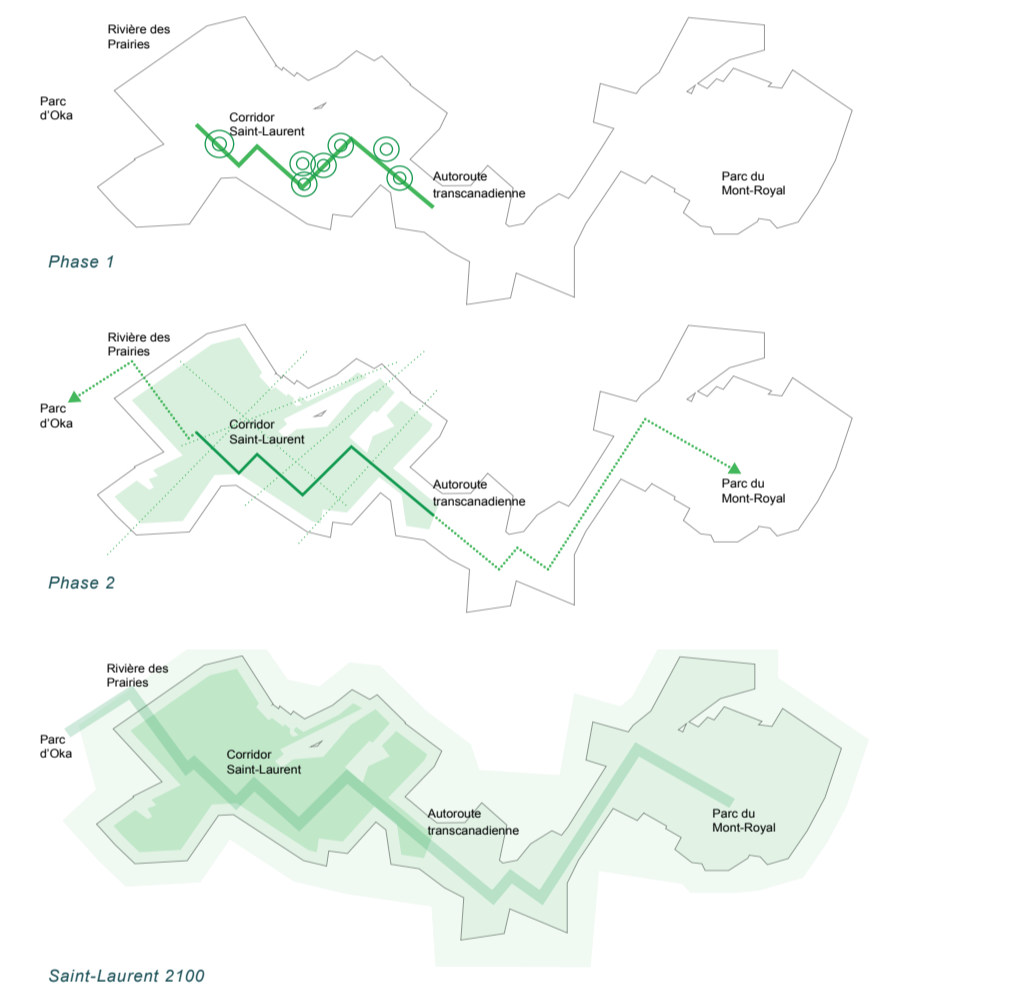 Rivière des
Prairies
Parc
d'Oka
Corridor
Saint-Laurent
Autoroute
transcanadienne
Parc du
Mont-Royal
Phase 1
Rivière des
Prairies
Parc
d'Oka
Corridor
Saint-Laurent
Autoroute
transcanadienne
Parc du
Mont-Royal
Phase 2
Rivière des
Prairies
Parc
d'Oka
Corridor
Saint-Laurent
Autoroute
transcanadienne
Parc du
Mont-Royal
Saint-Laurent 2100